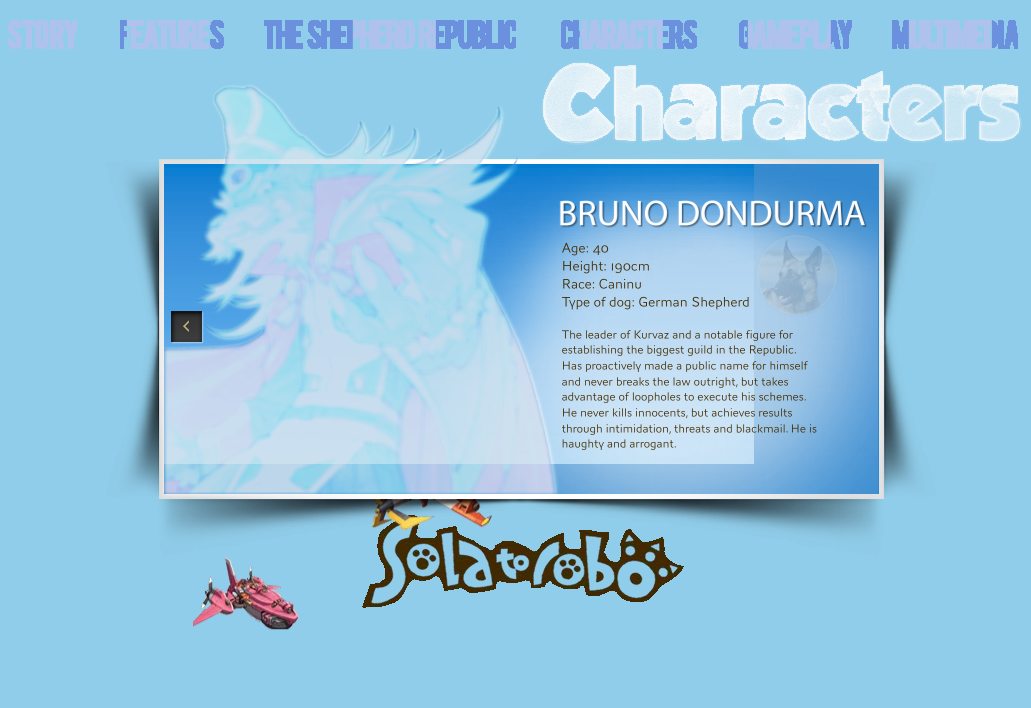 STORY FEATURES THE SHEPHERD REPUBLIC CHARACTERS GAMEPLAY MULTIMEDIA
Characters
BRUNO DONDURMA
Age: 40
Height: 190cm
Race: Caninu
Type of dog: German Shepherd
The leader of Kurvaz and a notable figure for
establishing the biggest guild in the Republic.
Has proactively made a public name for himself
and never breaks the law outright, but takes
advantage of loopholes to execute his schemes.
He never kills innocents, but achieves results
through intimidation, threats and blackmail. He is
haughty and arrogant.
Solatorobo